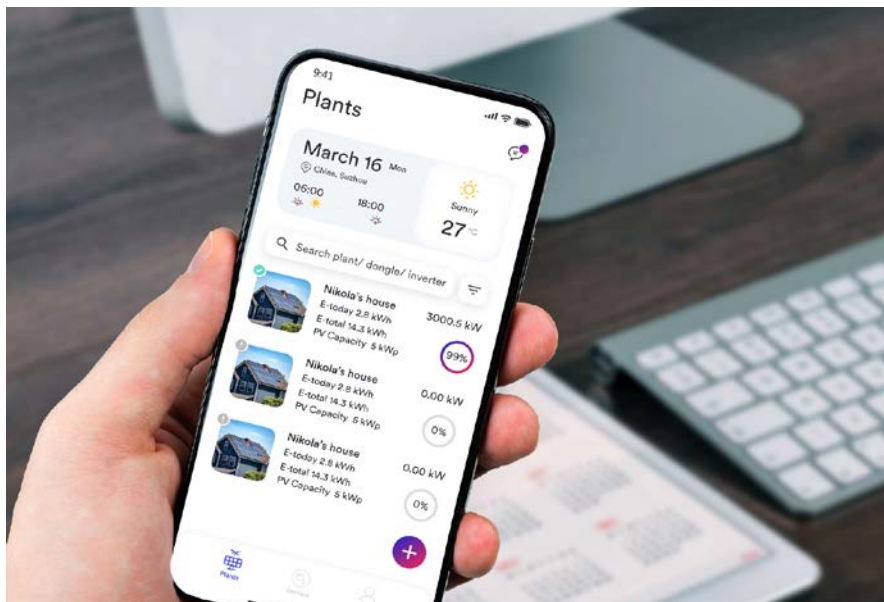 9:41
Plants
March 16 Mon
China, Suzhou
06:00
18:00
Sunny
27 °C
Search plant/ dongle/ inverter
Nikola's house
3000.5 kW
E-today 2.8 kWh
E-total 14.3 kWh
PV Capacity 5 kWp
99%
Nikola's house
0.00 kW
E-today 2.8 kWh
E-total 14.3 kWh
PV Capacity 5 kWp
0%
Nikola's house
0.00 kW
E-today 2.8 kWh
E-total 14.3 kWh
PV Capacity 5 kWp
0%
+
Plants